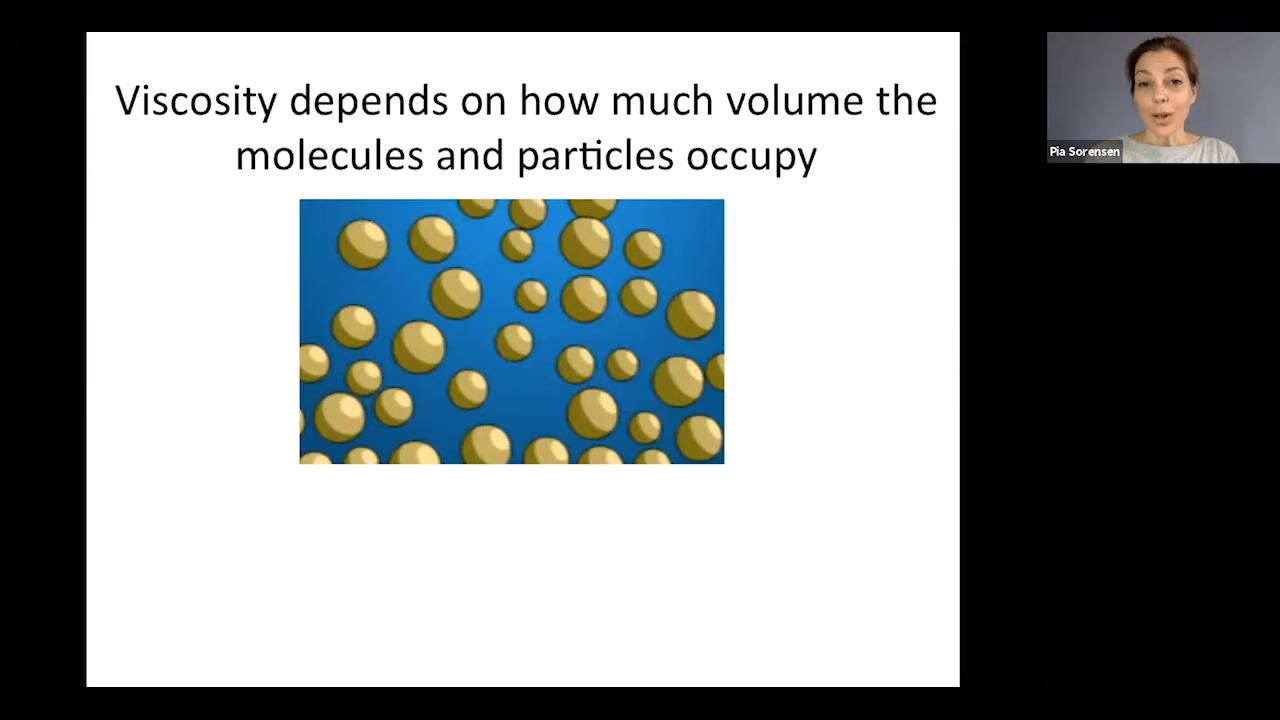 Viscosity depends on how much volume the
molecules and particles occupy
Pia Sorensen